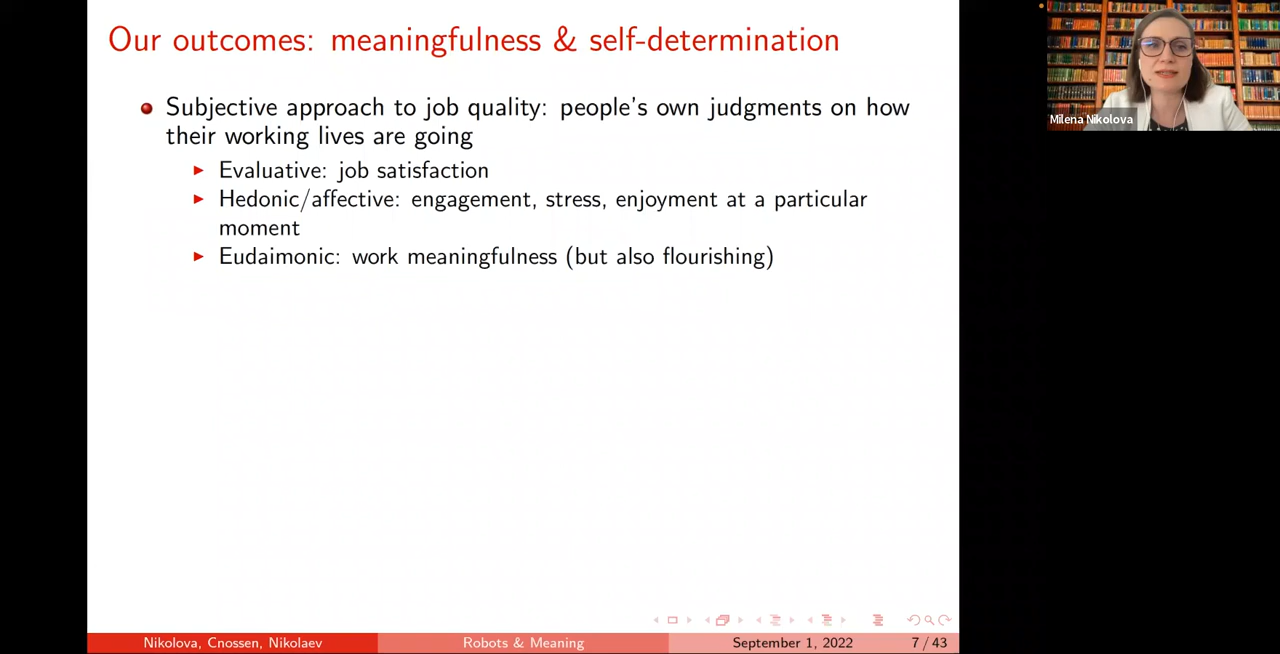 Our outcomes: meaningfulness & self-determination
Subjective approach to job quality: people's own judgments on how
their working lives are going
Evaluative: job satisfaction
Hedonic/affective: engagement, stress, enjoyment at a particular
moment
Eudaimonic: work meaningfulness (but also flourishing)
Nikolova, Cnossen, Nikolaev
Robots & Meaning
September 1, 2022
7 / 43
Milena Nikolova